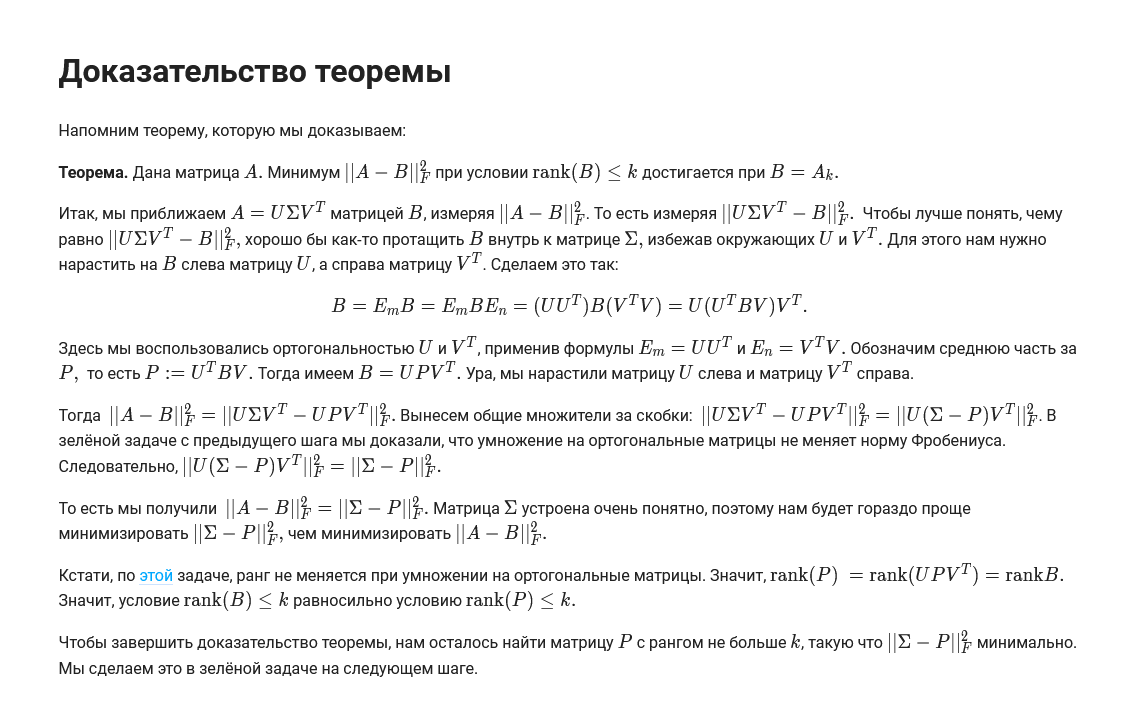 Доказательство теоремы
Напомним теорему, которую мы доказываем:
Теорема. Дана матрица $A$. Минимум $||A - B||_F^2$ при условии $\mathrm{rank}(B) \leq k$ достигается при $B = A_k$.
Итак, мы приближаем $A = U\Sigma V^T$ матрицей $B$, измеряя $||A - B||_F^2$. То есть измеряя $||U\Sigma V^T - B||_F^2$. Чтобы лучше понять, чему
равно $||U\Sigma V^T - B||_F^2$, хорошо бы как-то протащить $B$ внутрь к матрице $\Sigma$, избежав окружающих $U$ и $V^T$. Для этого нам нужно
нарастить на $B$ слева матрицу $U$, а справа матрицу $V^T$. Сделаем это так:
$B = E_m B = E_m B E_n = (UU^T)B(V^T V) = U(U^T B V)V^T.$
Здесь мы воспользовались ортогональностью $U$ и $V^T$, применив формулы $E_m = UU^T$ и $E_n = V^T V$. Обозначим среднюю часть за
$P$, то есть $P := U^T B V$. Тогда имеем $B = UPV^T$. Ура, мы нарастили матрицу $U$ слева и матрицу $V^T$ справа.
Тогда $||A - B||_F^2 = ||U\Sigma V^T - UPV^T||_F^2$. Вынесем общие множители за скобки: $||U\Sigma V^T - UPV^T||_F^2 = ||U(\Sigma - P)V^T||_F^2$. В
зелёной задаче с предыдущего шага мы доказали, что умножение на ортогональные матрицы не меняет норму Фробениуса.
Следовательно, $||U(\Sigma - P)V^T||_F^2 = ||\Sigma - P||_F^2$.
То есть мы получили $||A - B||_F^2 = ||\Sigma - P||_F^2$. Матрица $\Sigma$ устроена очень понятно, поэтому нам будет гораздо проще
минимизировать $||\Sigma - P||_F^2$, чем минимизировать $||A - B||_F^2$.
Кстати, по этой задаче, ранг не меняется при умножении на ортогональные матрицы. Значит, $\mathrm{rank}(P) = \mathrm{rank}(UPV^T) = \mathrm{rank}B$.
Значит, условие $\mathrm{rank}(B) \leq k$ равносильно условию $\mathrm{rank}(P) \leq k$.
Чтобы завершить доказательство теоремы, нам осталось найти матрицу $P$ с рангом не больше $k$, такую что $||\Sigma - P||_F^2$ минимально.
Мы сделаем это в зелёной задаче на следующем шаге.